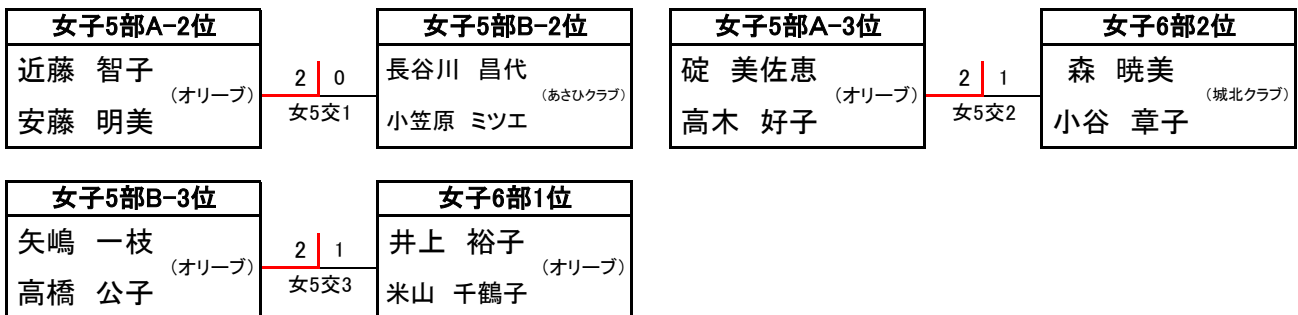 女子5部A-2位
近藤 智子
(オリーブ)
安藤 明美
2 0
女5交1
女子5部B-2位
長谷川 昌代
(あさひクラブ)
小笠原 ミツエ
女子5部A-3位
碇 美佐恵
(オリーブ)
高木 好子
2 1
女5交2
女子6部2位
森 暁美
(城北クラブ)
小谷 章子
女子5部B-3位
矢嶋 一枝
(オリーブ)
高橋 公子
2 1
女5交3
女子6部1位
井上 裕子
(オリーブ)
米山 千鶴子